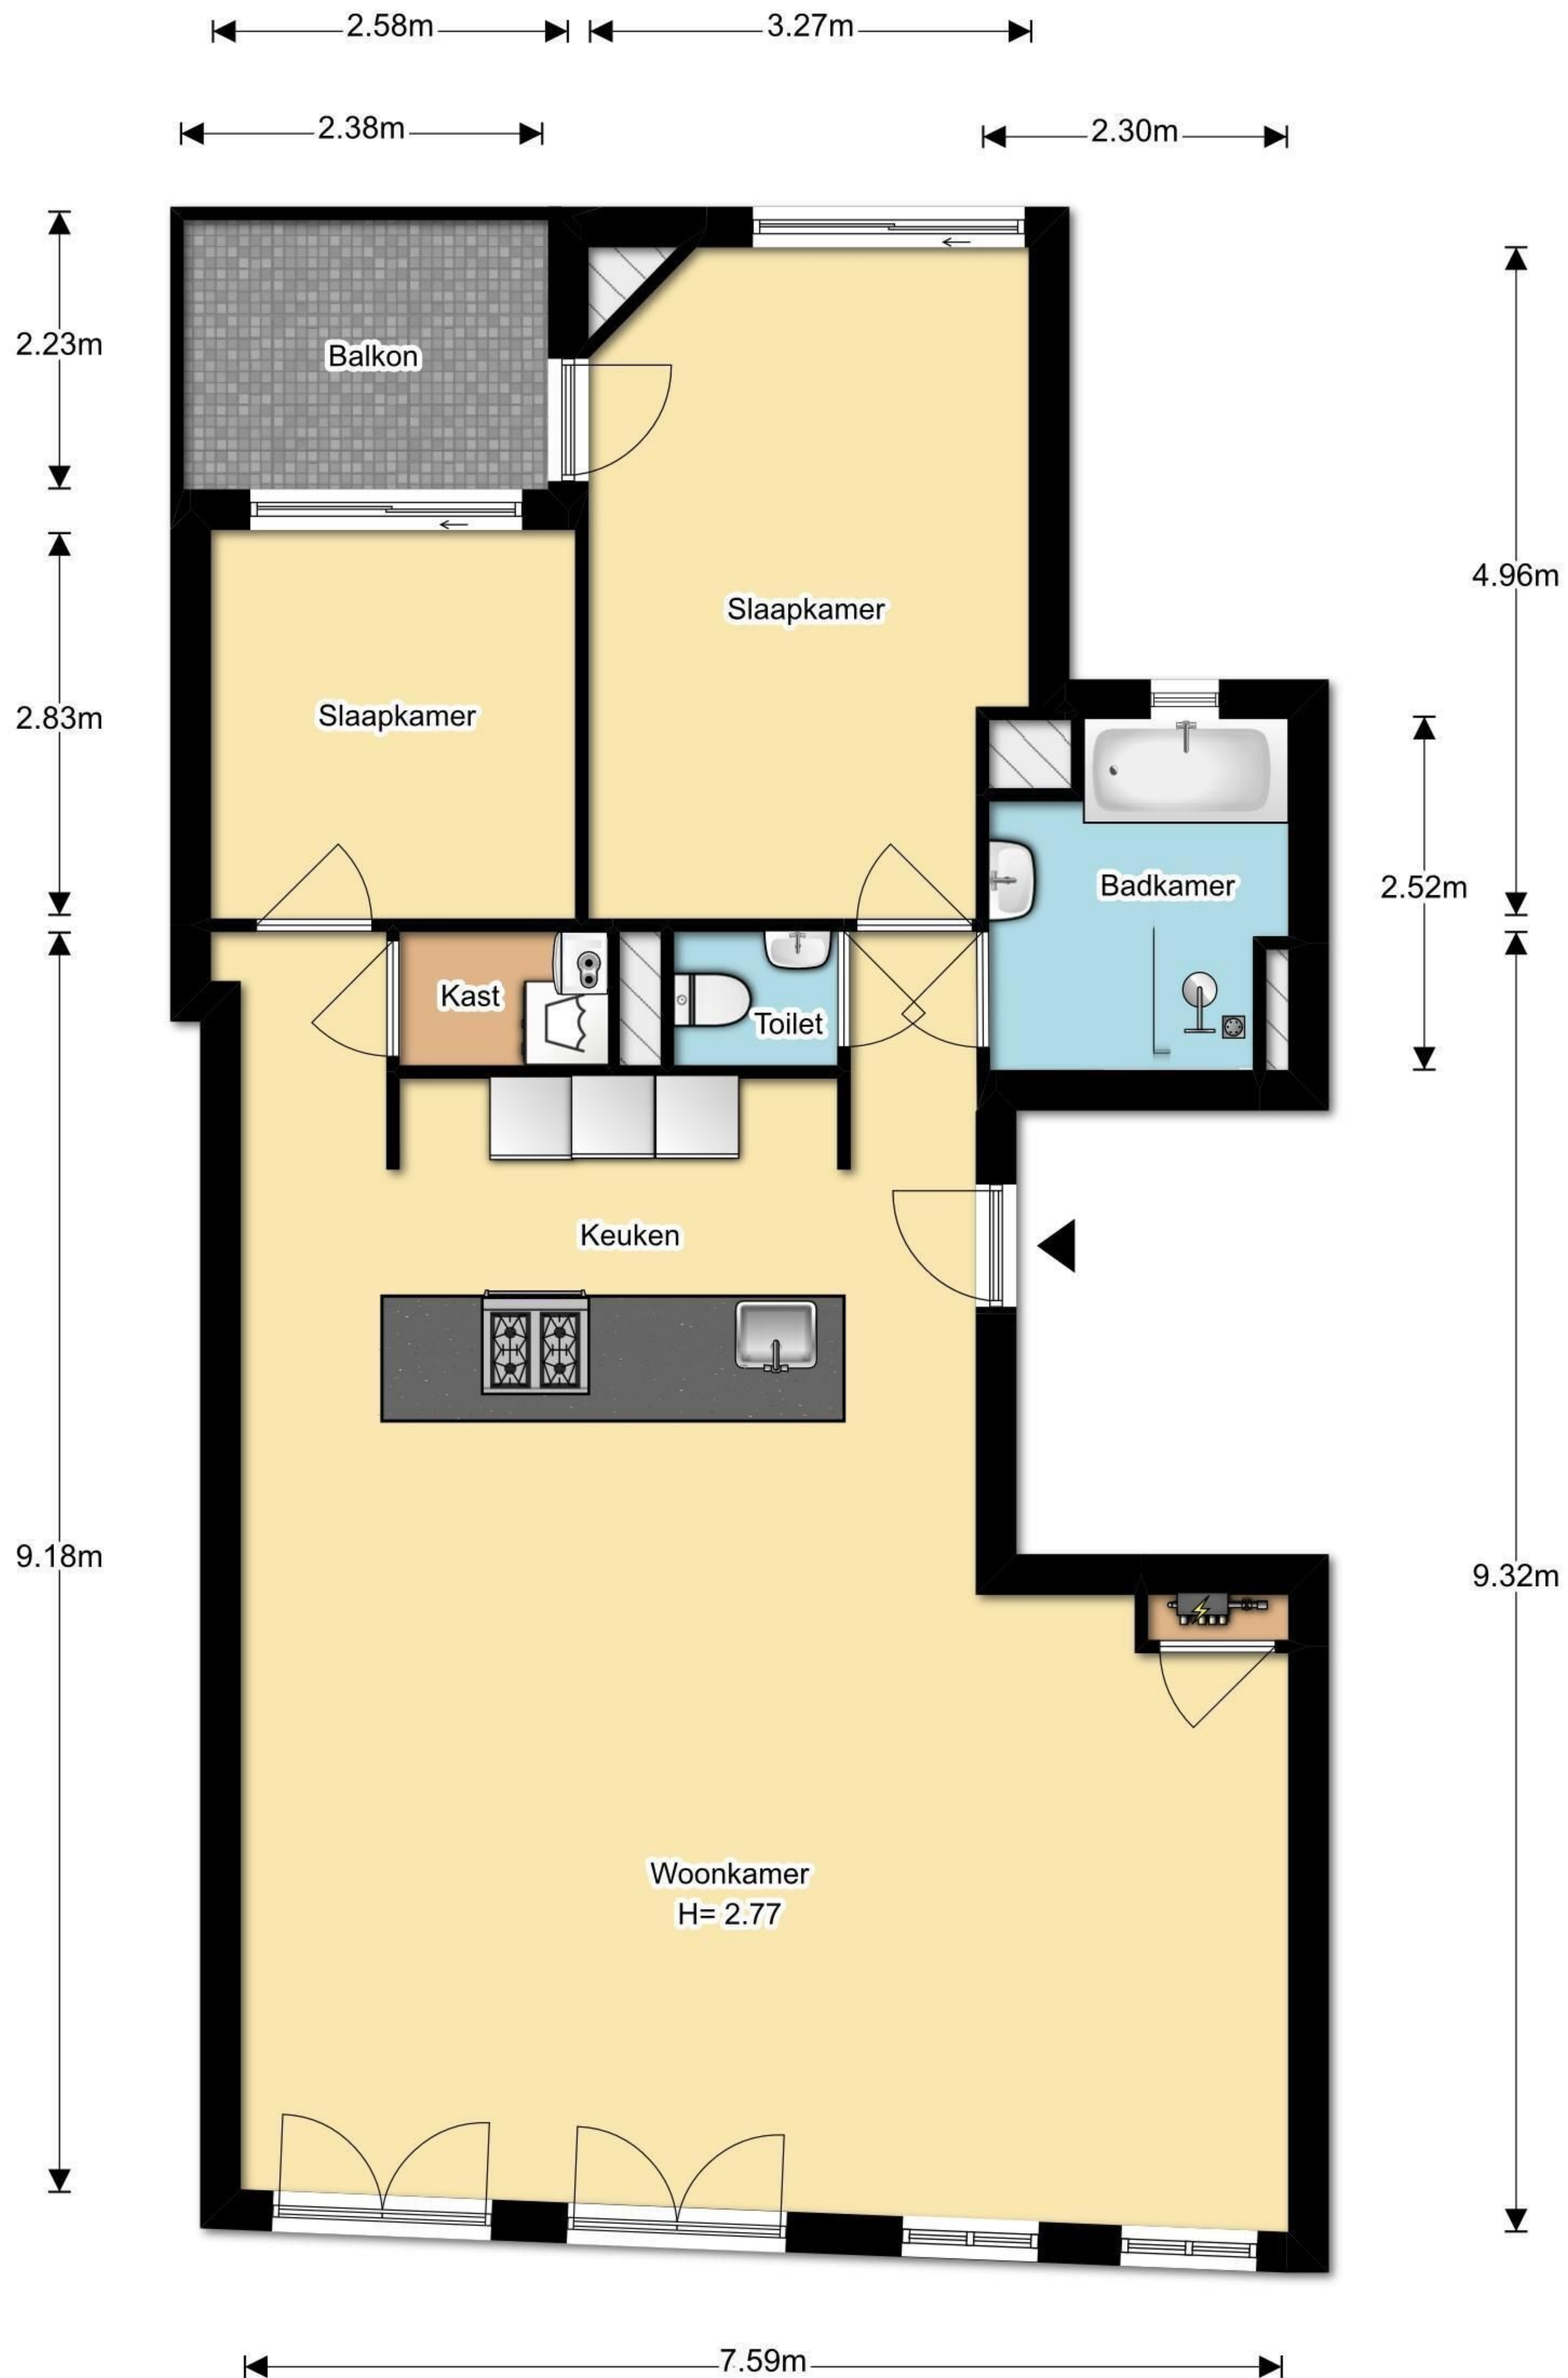 2.58m
3.27m
2.38m
2.30m
2.23m
Balkon
4.96m
Slaapkamer
2.83m
Slaapkamer
Badkamer
2.52m
Kast
Toilet
Keuken
9.18m
9.32m
Woonkamer
H= 2.77
7.59m